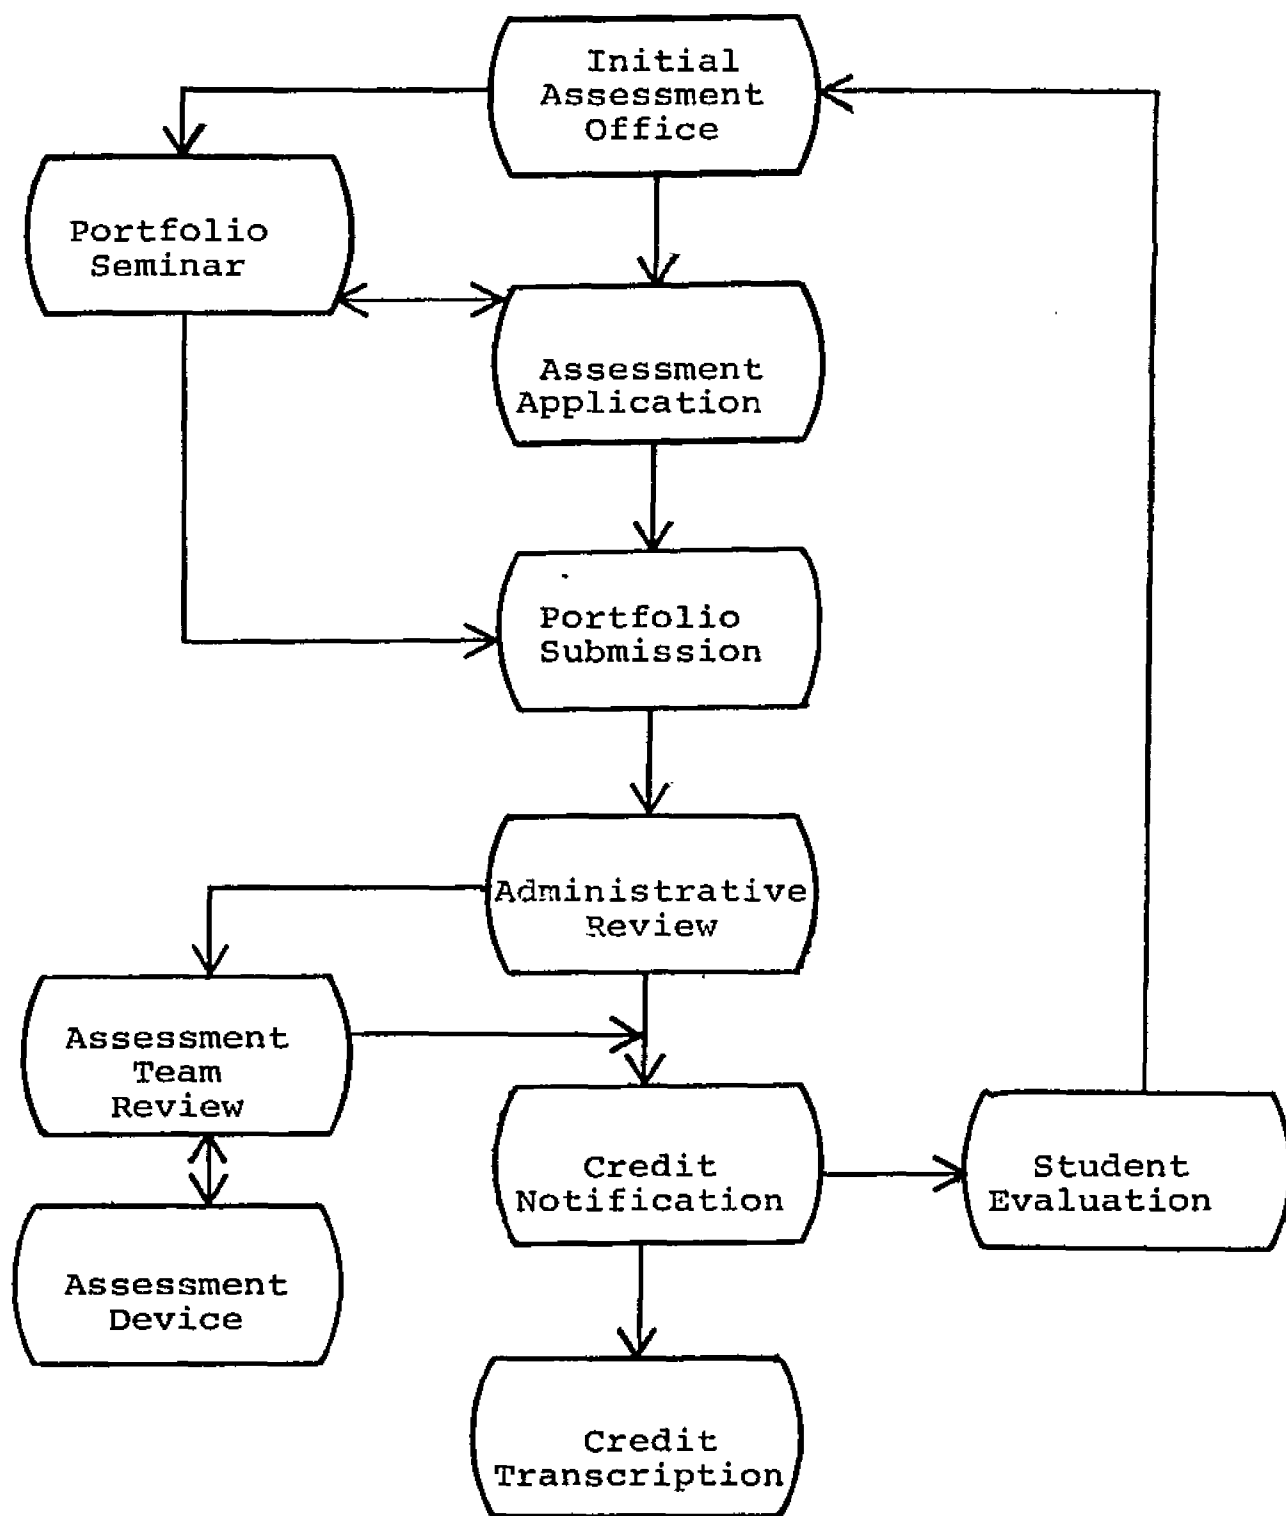 Initial
Assessment
Office
Portfolio
Seminar
Assessment
Application
Portfolio
Submission
Administrative
Review
Assessment
Team
Review
Credit
Notification
Student
Evaluation
Assessment
Device
Credit
Transcription